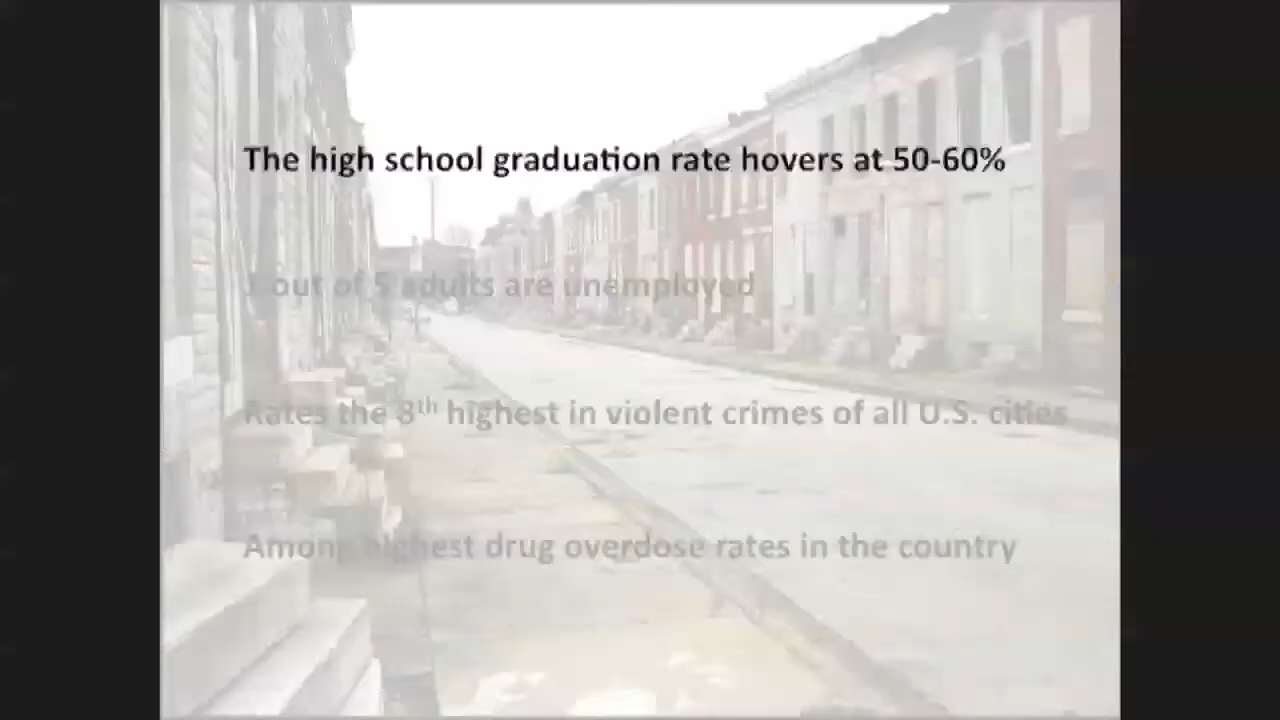 The high school graduation rate hovers at 50-60%
out of 5 adults are unemployed
Rates the 8th highest in violent crimes of all U.S. cities
Among highest drug overdose rates in the country